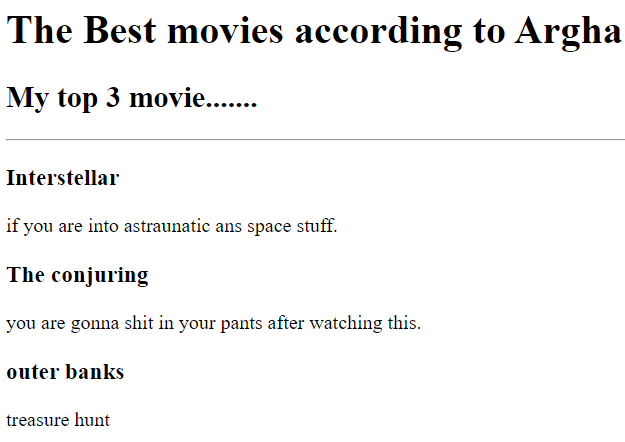 The Best movies according to Argha
My top 3 movie.......
Interstellar
if you are into astraunatic ans space stuff.
The conjuring
you are gonna shit in your pants after watching this.
outer banks
treasure hunt